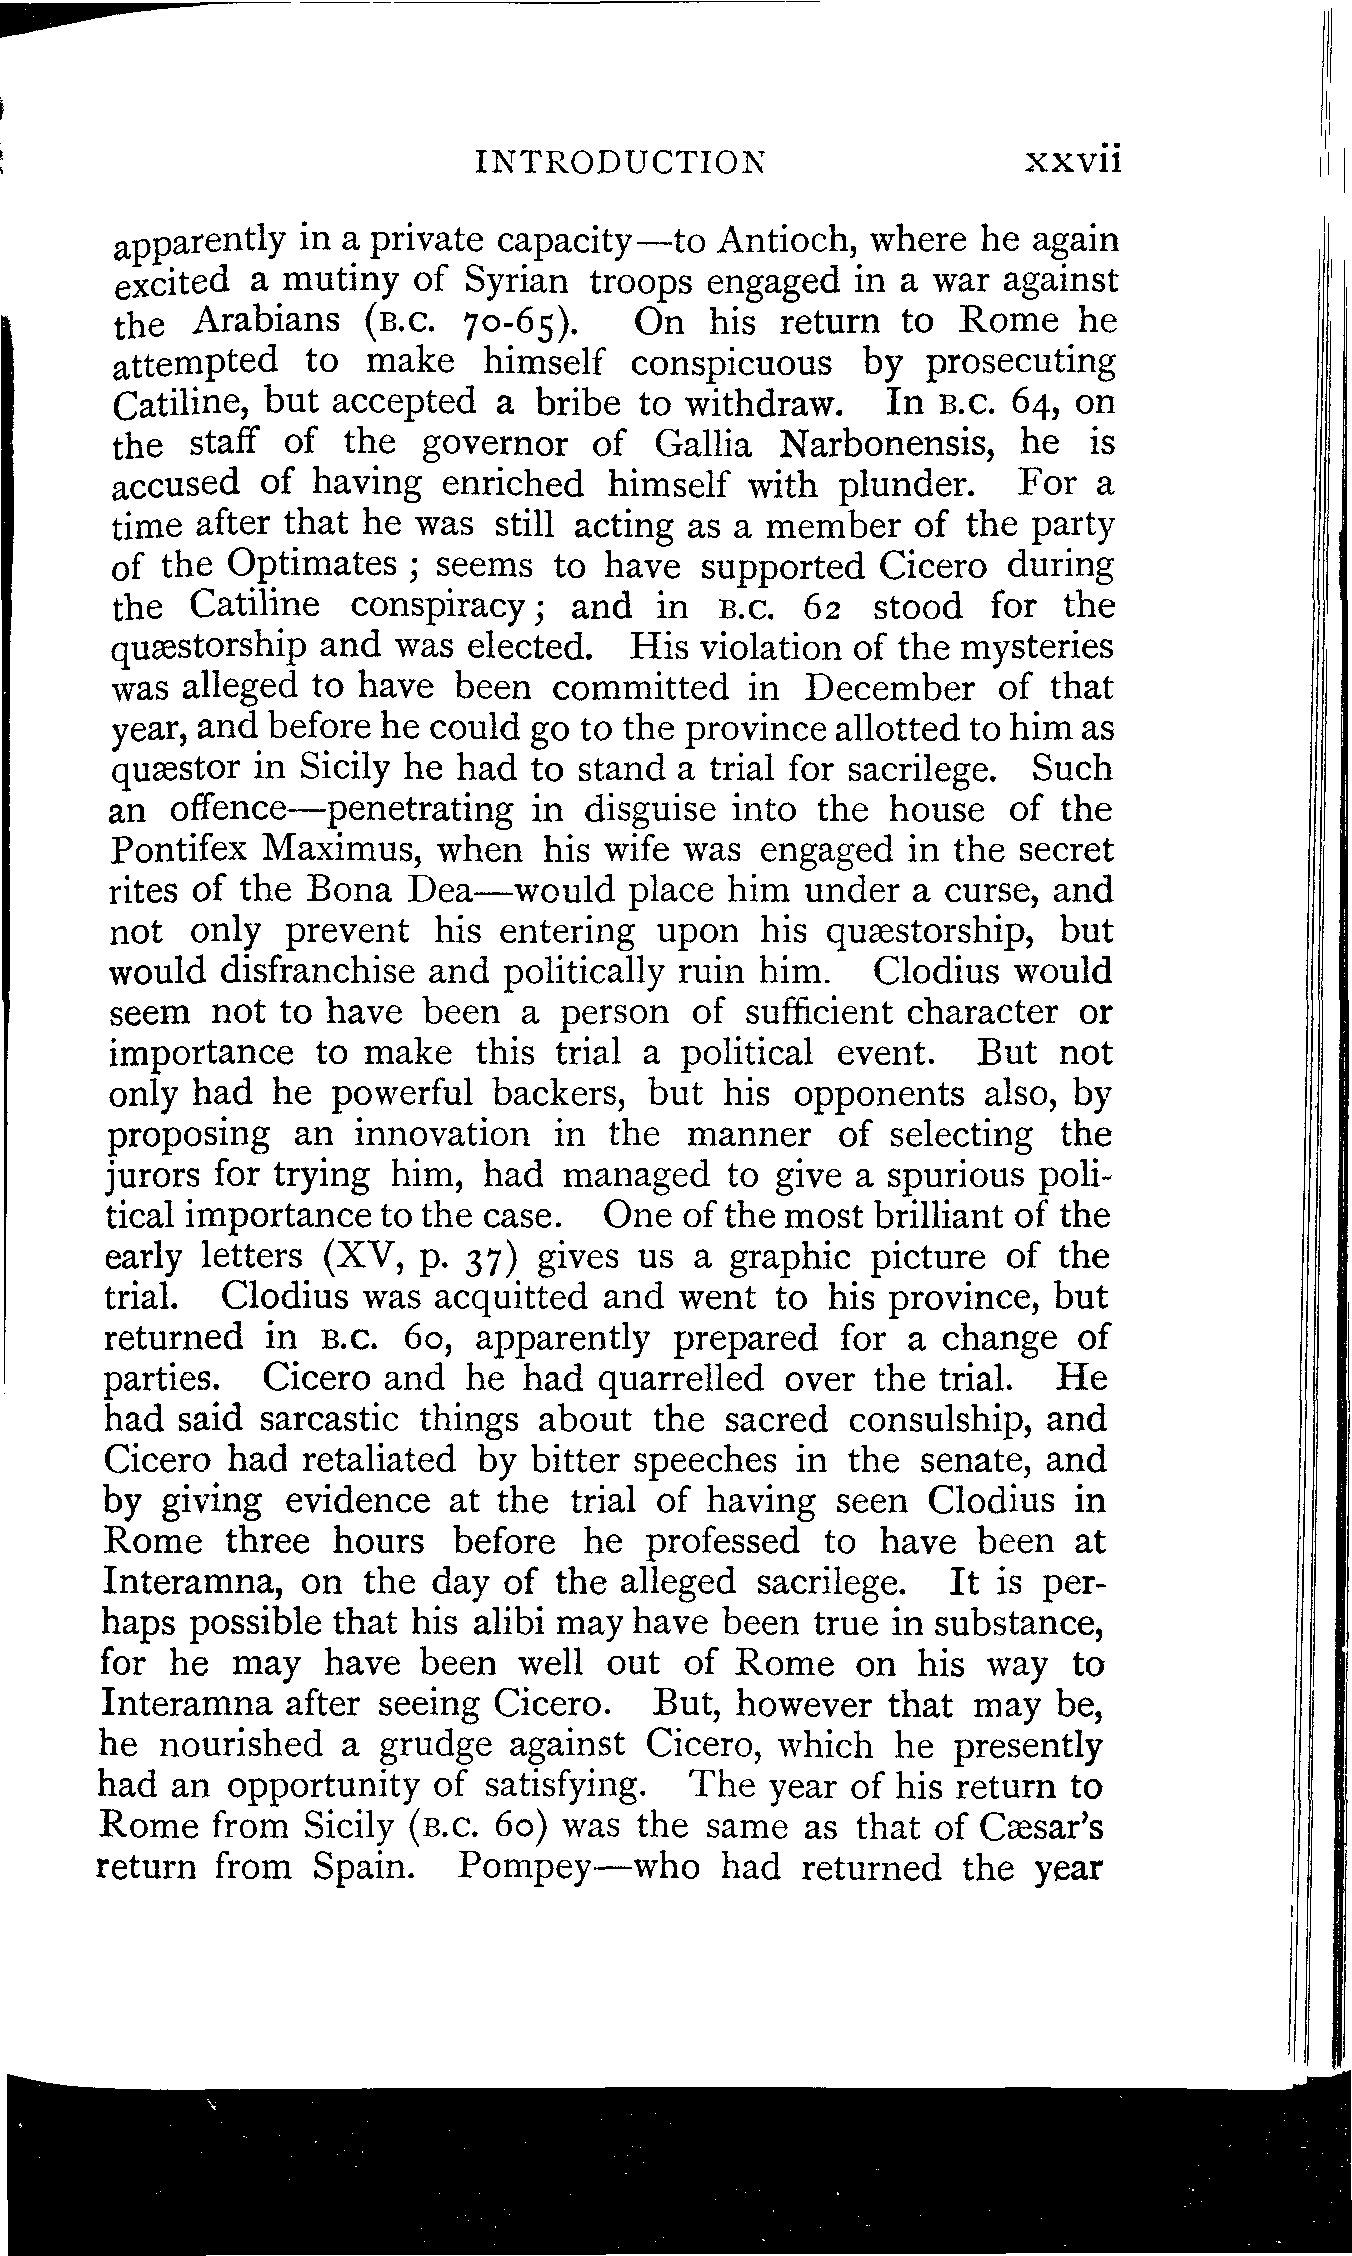 INTRODUCTION xxvii
apparently in a private capacity—to Antioch, where he again
excited a mutiny of Syrian troops engaged in a war against
the Arabians (B.C. 70-65). On his return to Rome he
attempted to make himself conspicuous by prosecuting
Catiline, but accepted a bribe to withdraw. In B.C. 64, on
the staff of the governor of Gallia Narbonensis, he is
accused of having enriched himself with plunder. For a
time after that he was still acting as a member of the party
of the Optimates ; seems to have supported Cicero during
the Catiline conspiracy ; and in B.C. 62 stood for the
quæstorship and was elected. His violation of the mysteries
was alleged to have been committed in December of that
year, and before he could go to the province allotted to him as
quæstor in Sicily he had to stand a trial for sacrilege. Such
an offence—penetrating in disguise into the house of the
Pontifex Maximus, when his wife was engaged in the secret
rites of the Bona Dea—would place him under a curse, and
not only prevent his entering upon his quæstorship, but
would disfranchise and politically ruin him. Clodius would
seem not to have been a person of sufficient character or
importance to make this trial a political event. But not
only had he powerful backers, but his opponents also, by
proposing an innovation in the manner of selecting the
jurors for trying him, had managed to give a spurious poli-
tical importance to the case. One of the most brilliant of the
early letters (XV, p. 37) gives us a graphic picture of the
trial. Clodius was acquitted and went to his province, but
returned in B.C. 60, apparently prepared for a change of
parties. Cicero and he had quarrelled over the trial. He
had said sarcastic things about the sacred consulship, and
Cicero had retaliated by bitter speeches in the senate, and
by giving evidence at the trial of having seen Clodius in
Rome three hours before he professed to have been at
Interamna, on the day of the alleged sacrilege. It is per-
haps possible that his alibi may have been true in substance,
for he may have been well out of Rome on his way to
Interamna after seeing Cicero. But, however that may be,
he nourished a grudge against Cicero, which he presently
had an opportunity of satisfying. The year of his return to
Rome from Sicily (B.C. 60) was the same as that of Cæsar's
return from Spain. Pompey—who had returned the year